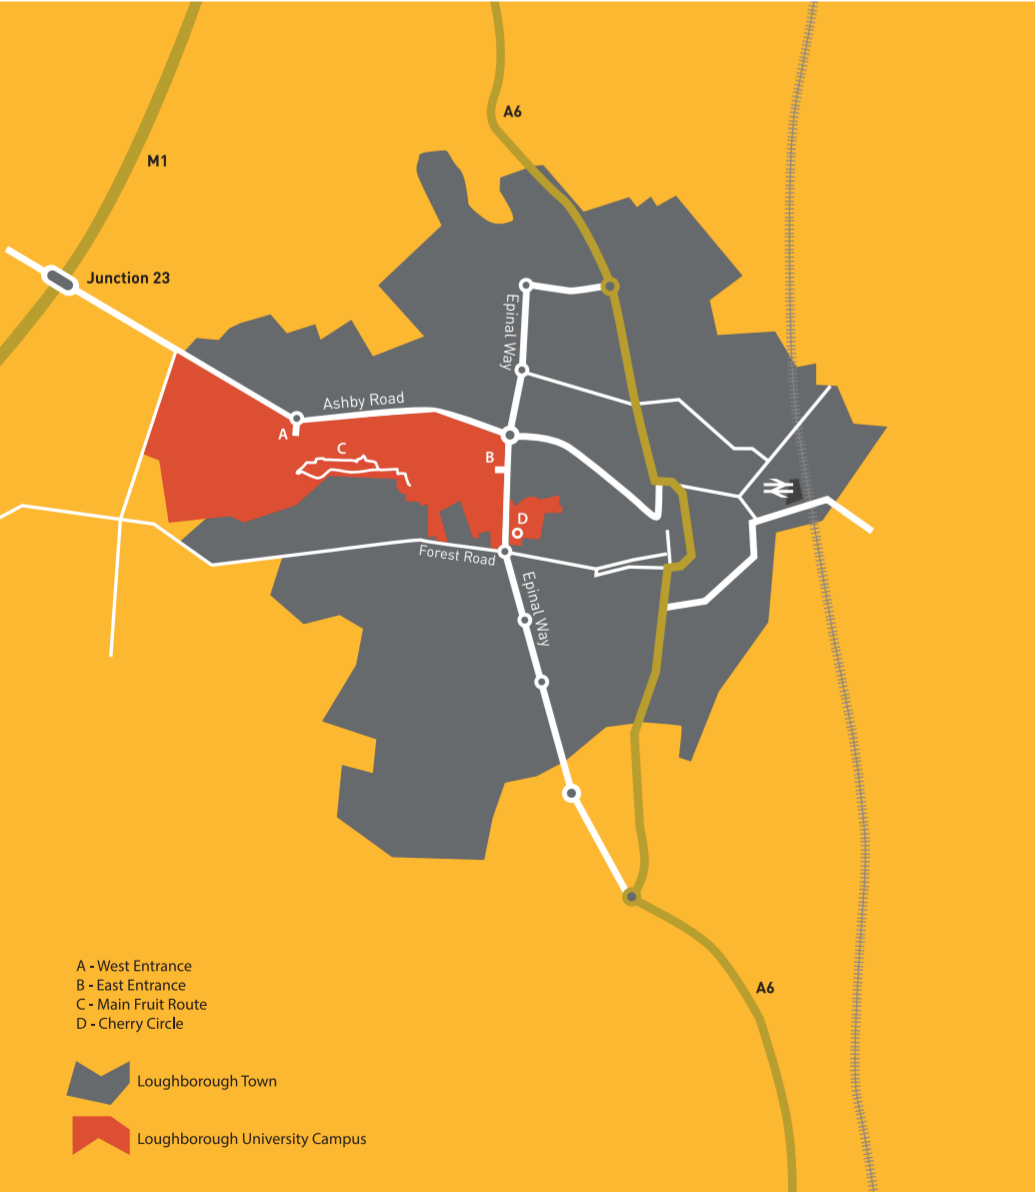 A6
M1
Junction 23
Epinal Way
Ashby Road
A
C
B
D
Forest Road
Epinal Way
A6
A - West Entrance
B - East Entrance
C - Main Fruit Route
D - Cherry Circle
Loughborough Town
Loughborough University Campus